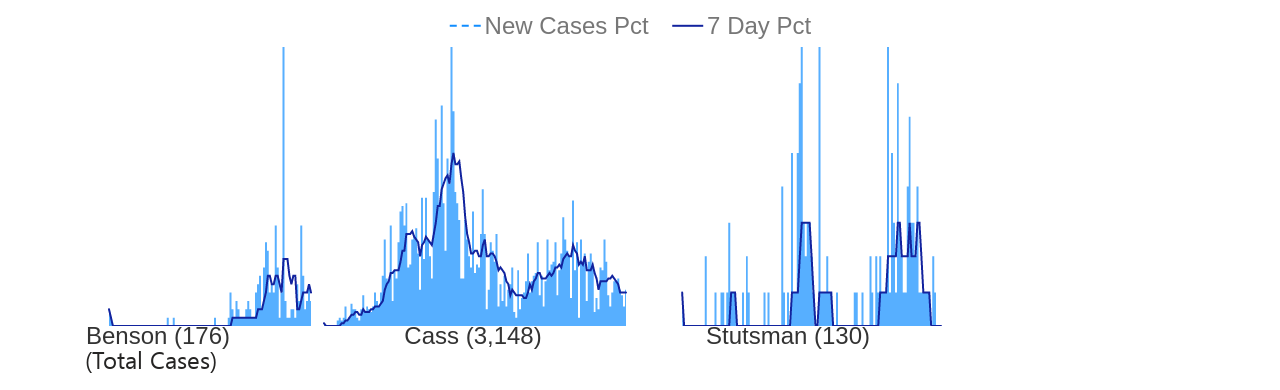 New Cases Pct 7 Day Pct
Benson (176) Cass (3,148) Stutsman (130)
(Total Cases)